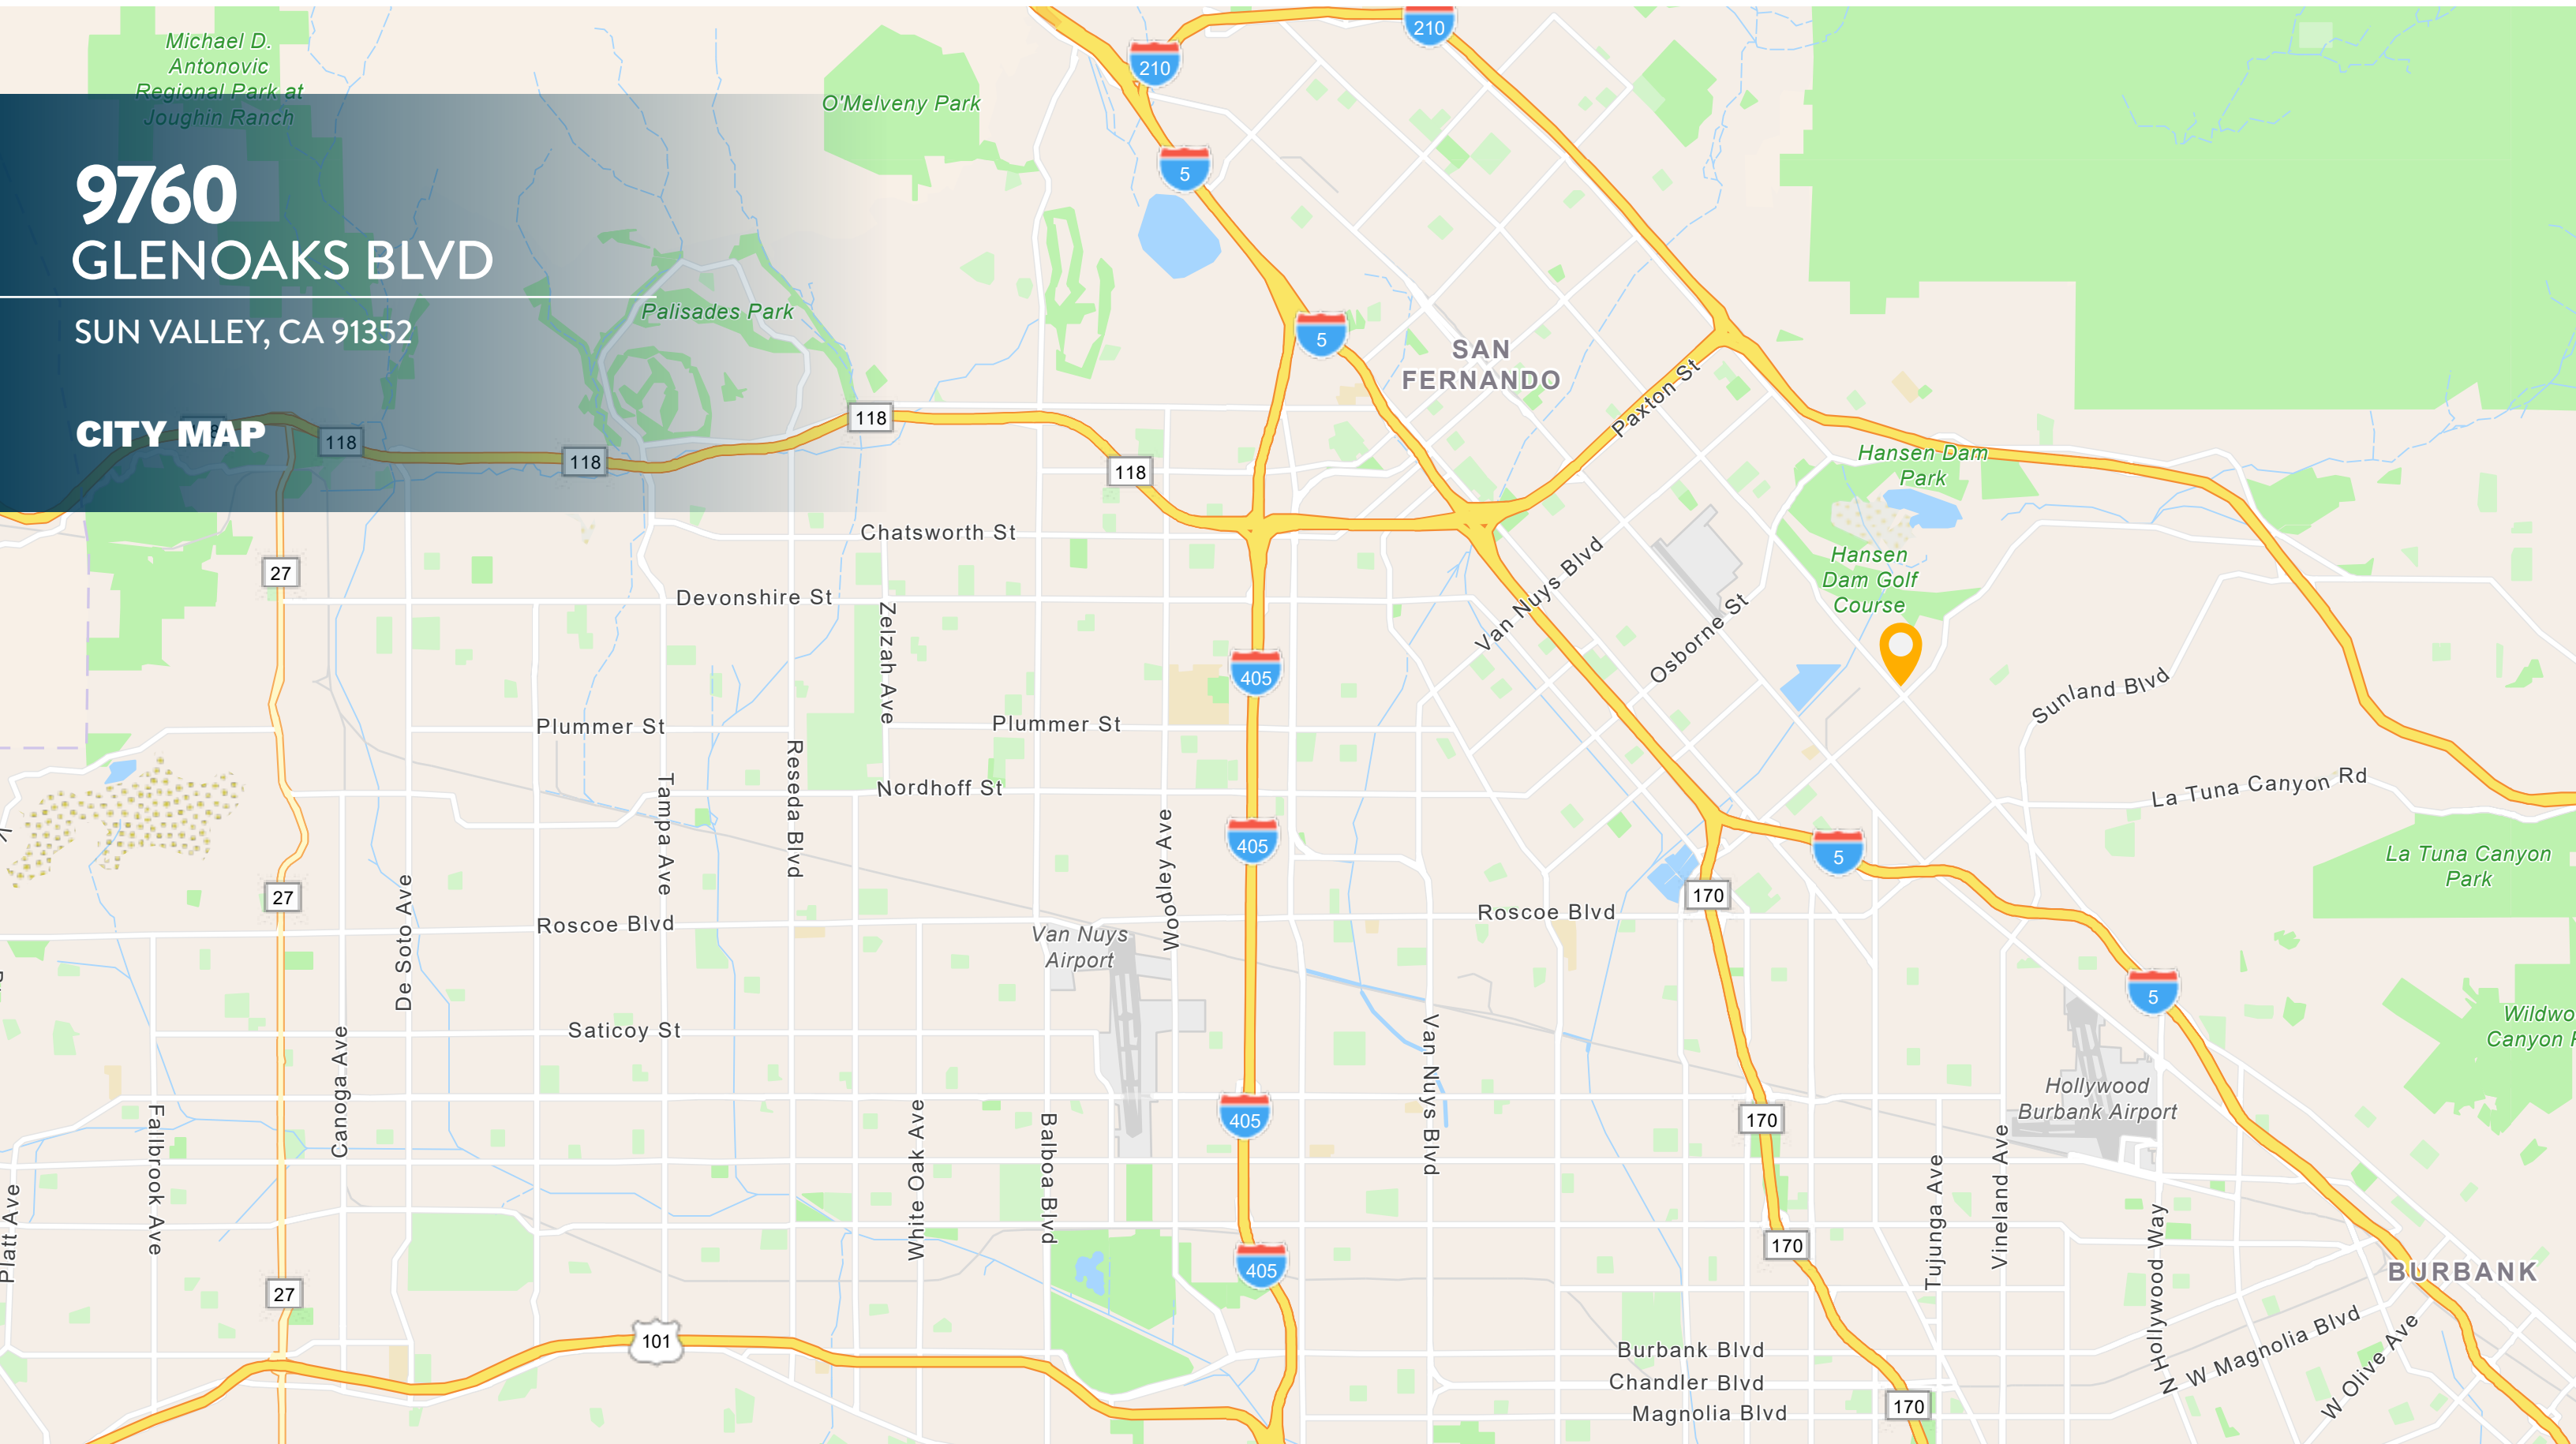 210
210
Michael D.
Antonovic
Regional Park at
Joughin Ranch
O'Melveny Park
5
9760
GLENOAKS BLVD
SUN VALLEY, CA 91352
CITY MAP
Palisades Park
5
SAN
FERNANDO
Paxton St
118
118
118
118
Hansen Dam
Park
Chatsworth St
Hansen
Dam Golf
Course
27
Devonshire St
Zelzah Ave
Van Nuys Blvd
Osborne St
405
Sunland Blvd
Plummer St
Plummer St
Reseda Blvd
Tampa Ave
Nordhoff St
La Tuna Canyon Rd
405
5
La Tuna Canyon
Park
27
170
De Soto Ave
Roscoe Blvd
Woodley Ave
Roscoe Blvd
Van Nuys
Airport
5
Saticoy St
Canoga Ave
Van Nuys Blvd
Hollywood
Burbank Airport
405
170
Fallbrook Ave
White Oak Ave
Balboa Blvd
Platt Ave
Tujunga Ave
Vineland Ave
N Hollywood Way
170
405
27
BURBANK
101
Burbank Blvd
Chandler Blvd
Magnolia Blvd
W Magnolia Blvd
W Olive Ave
170